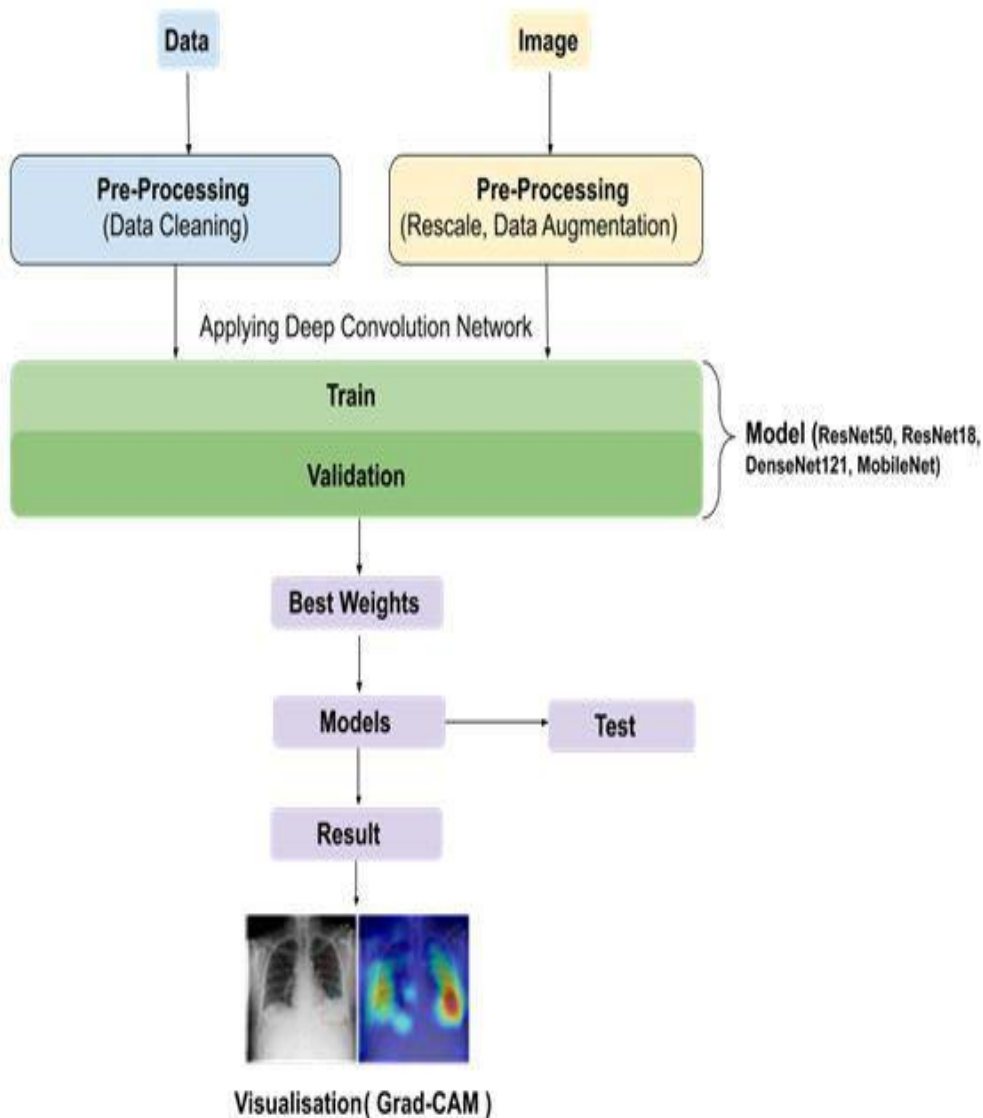 Data
Image
Pre-Processing
(Data Cleaning)
Pre-Processing
(Rescale, Data Augmentation)
Applying Deep Convolution Network
Train
Validation
Model (ResNet50, ResNet18,
DenseNet121, MobileNet)
Best Weights
Models
Test
Result
Visualisation( Grad-CAM )